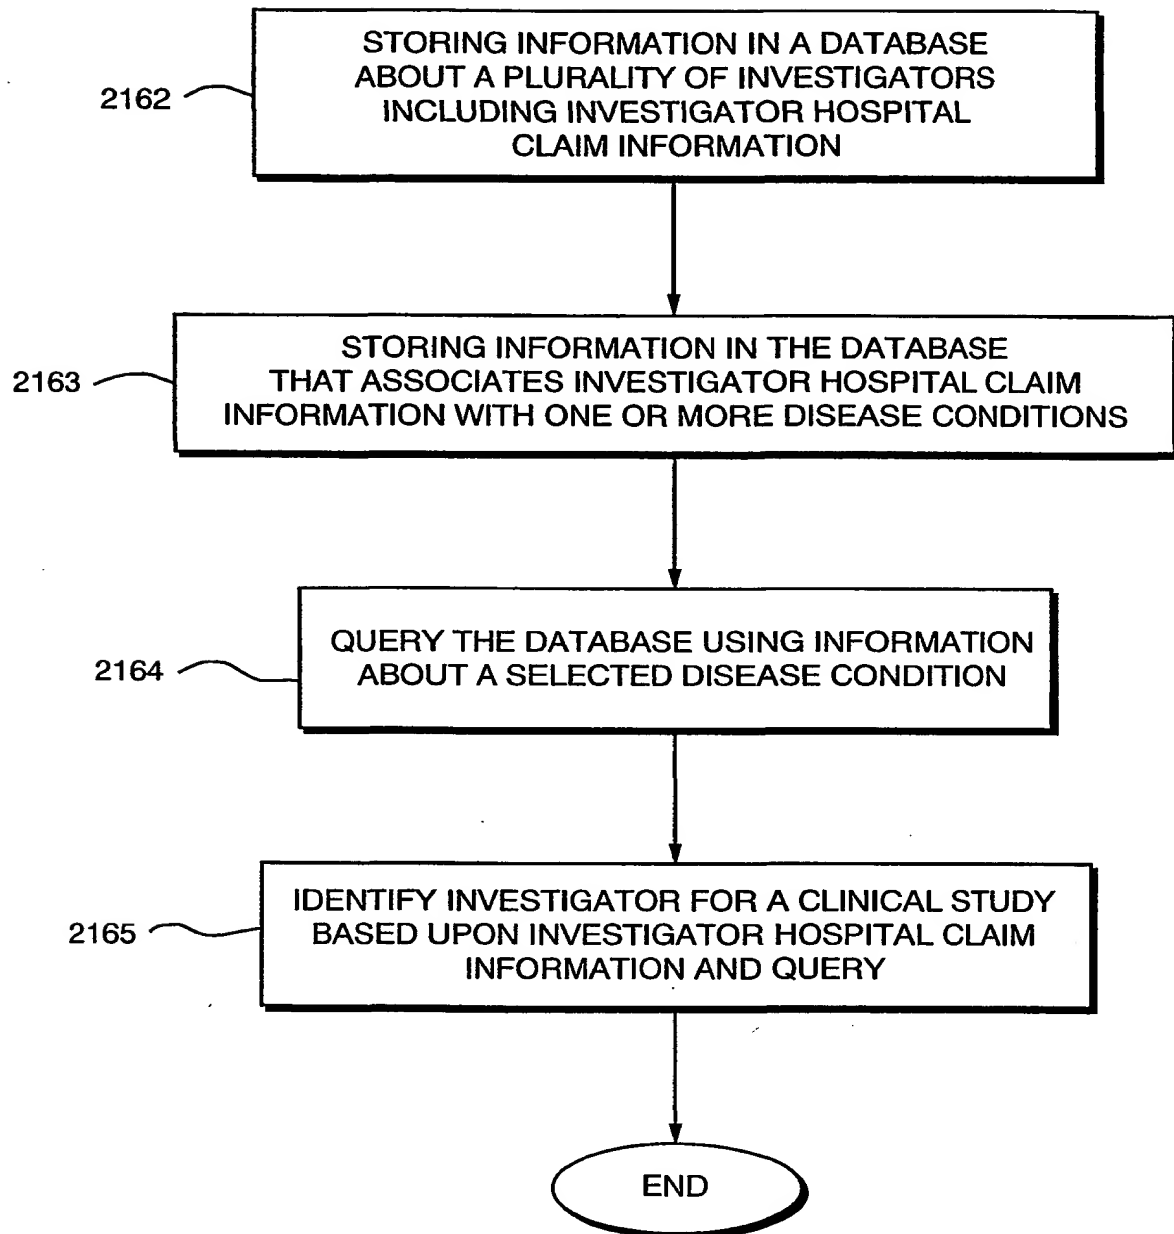 STORING INFORMATION IN A DATABASE
ABOUT A PLURALITY OF INVESTIGATORS
INCLUDING INVESTIGATOR HOSPITAL
CLAIM INFORMATION
2162
STORING INFORMATION IN THE DATABASE
THAT ASSOCIATES INVESTIGATOR HOSPITAL CLAIM
INFORMATION WITH ONE OR MORE DISEASE CONDITIONS
2163
QUERY THE DATABASE USING INFORMATION
ABOUT A SELECTED DISEASE CONDITION
2164
IDENTIFY INVESTIGATOR FOR A CLINICAL STUDY
BASED UPON INVESTIGATOR HOSPITAL CLAIM
INFORMATION AND QUERY
2165
END